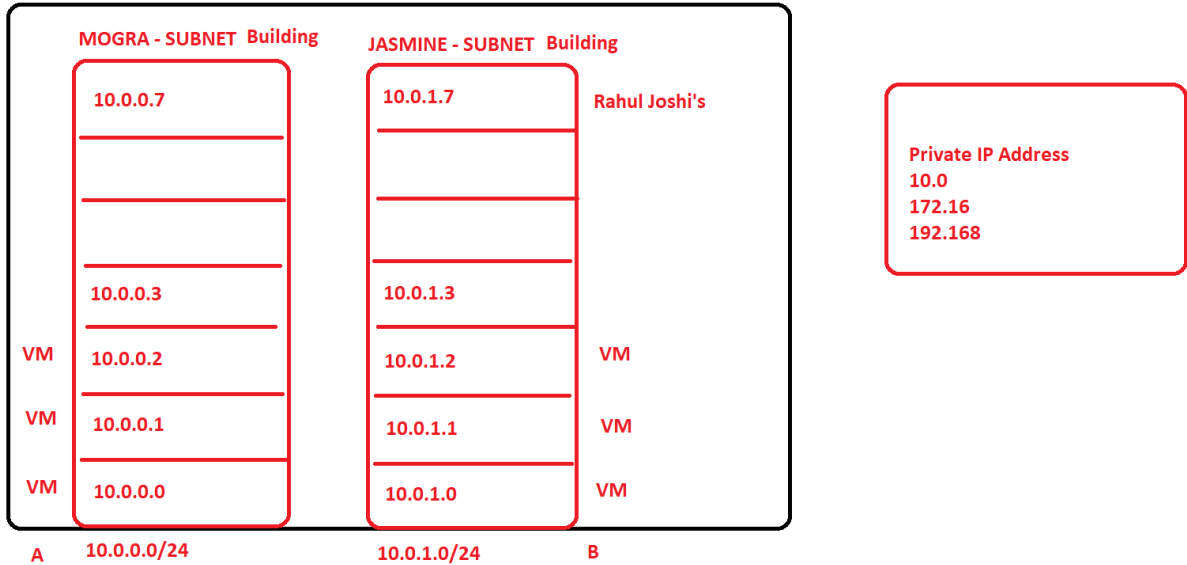 MOGRA - SUBNET Building
JASMINE - SUBNET Building
10.0.0.7
10.0.1.7
Rahul Joshi's
Private IP Address
10.0
172.16
192.168
10.0.0.3
10.0.1.3
VM
10.0.0.2
10.0.1.2
VM
VM
10.0.0.1
10.0.1.1
VM
VM
10.0.0.0
10.0.1.0
VM
A
10.0.0.0/24
10.0.1.0/24
B